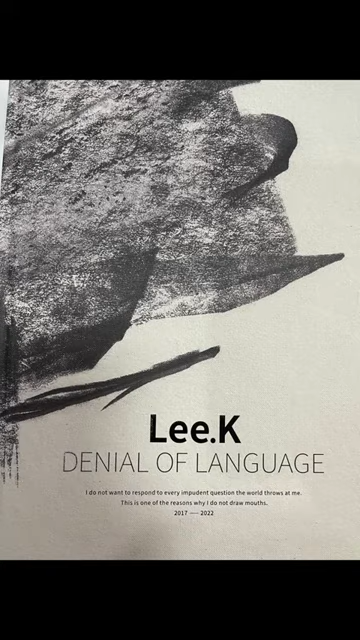 Lee.K
DENIAL OF LANGUAGE
I do not want to respond to every impudent question the world throws at me.
This is one of the reasons why I do not draw mouths.
2017 — 2022